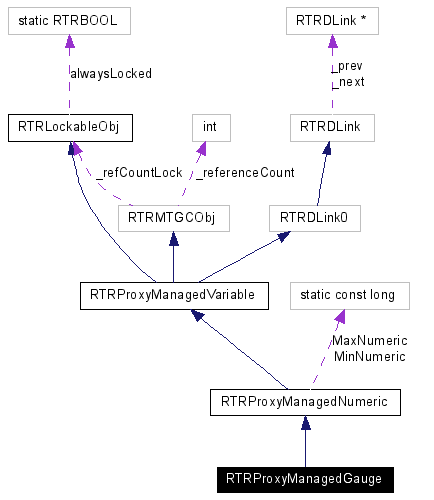 static RTRBOOL
RTRDLink *
alwaysLocked
_prev
_next
RTRLockableObj
int
RTRDLink
_refCountLock
_referenceCount
RTRMTGCObj
RTRDLink0
RTRProxyManagedVariable
static const long
MaxNumeric
MinNumeric
RTRProxyManagedNumeric
RTRProxyManagedGauge